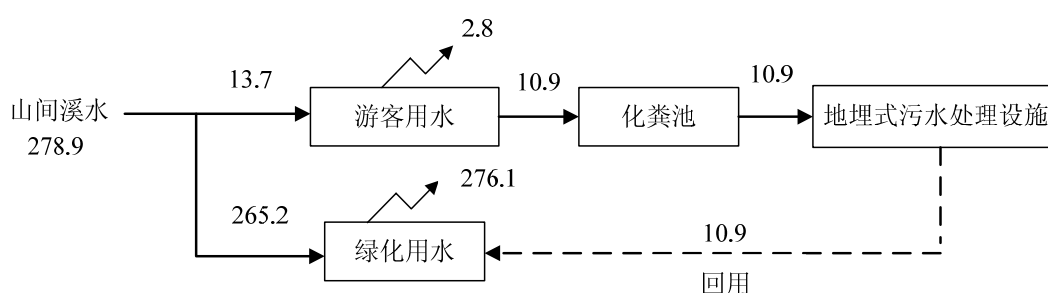 2.8
13.7
10.9
10.9
山间溪水
278.9
游客用水
化粪池
地埋式污水处理设施
276.1
265.2
绿化用水
10.9
回用